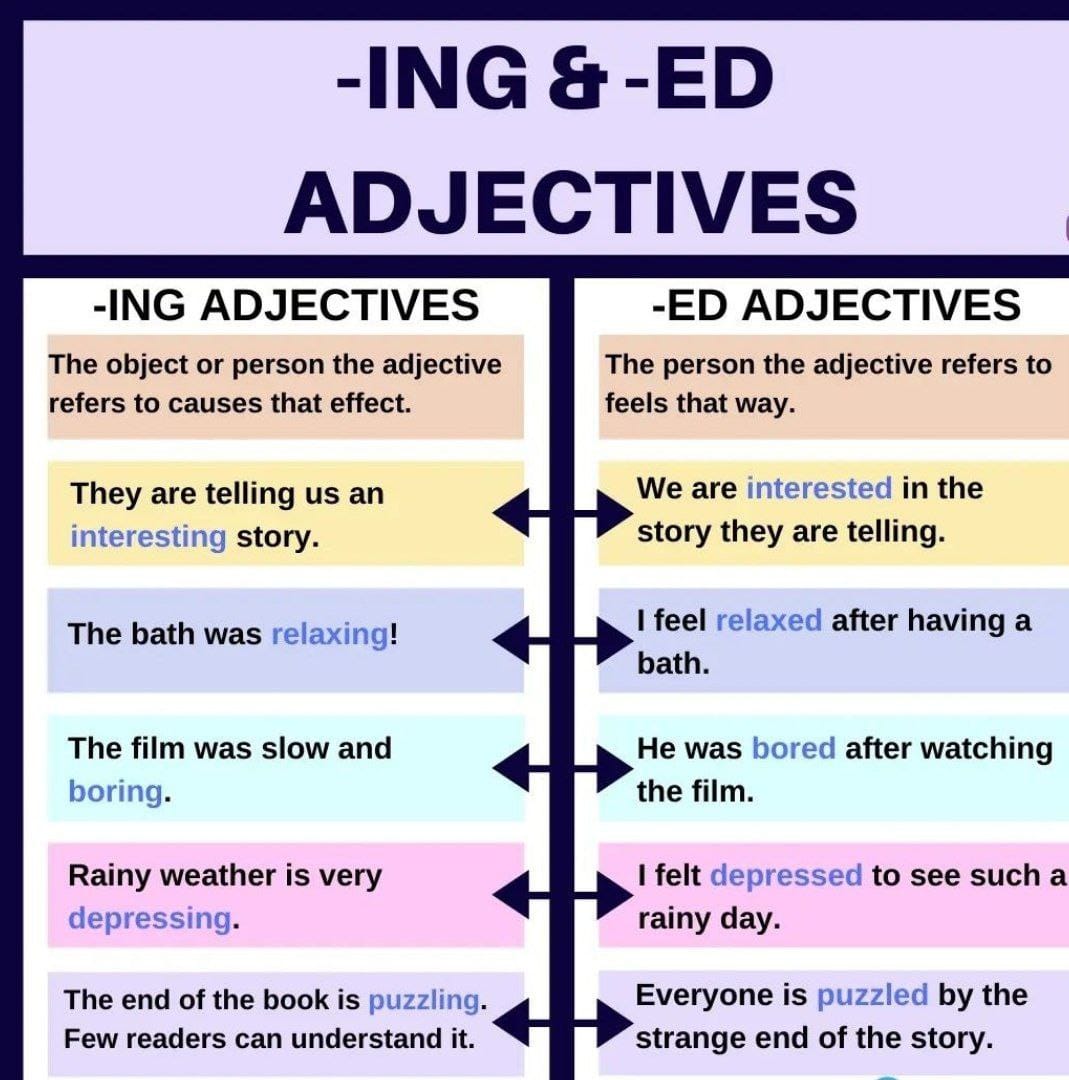 -ING & -ED
ADJECTIVES
-ING ADJECTIVES
The object or person the adjective
refers to causes that effect.
They are telling us an
interesting story.
The bath was relaxing!
The film was slow and
boring.
Rainy weather is very
depressing.
The end of the book is puzzling.
Few readers can understand it.
-ED ADJECTIVES
The person the adjective refers to
feels that way.
We are interested in the
story they are telling.
I feel relaxed after having a
bath.
He was bored after watching
the film.
I felt depressed to see such a
rainy day.
Everyone is puzzled by the
strange end of the story.